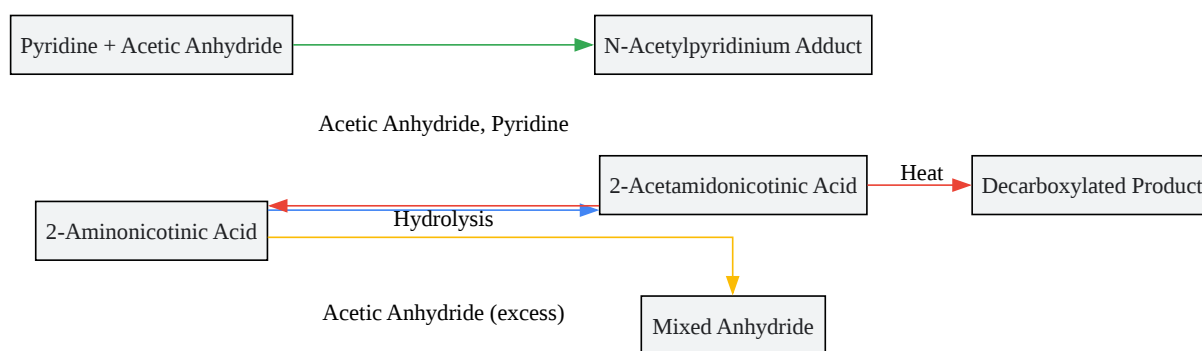 Pyridine + Acetic Anhydride
N-Acetylpyridinium Adduct
Acetic Anhydride, Pyridine
2-Acetamidonicotinic Acid
Heat
Decarboxylated Product
2-Aminonicotinic Acid
Hydrolysis
Acetic Anhydride (excess)
Mixed Anhydride